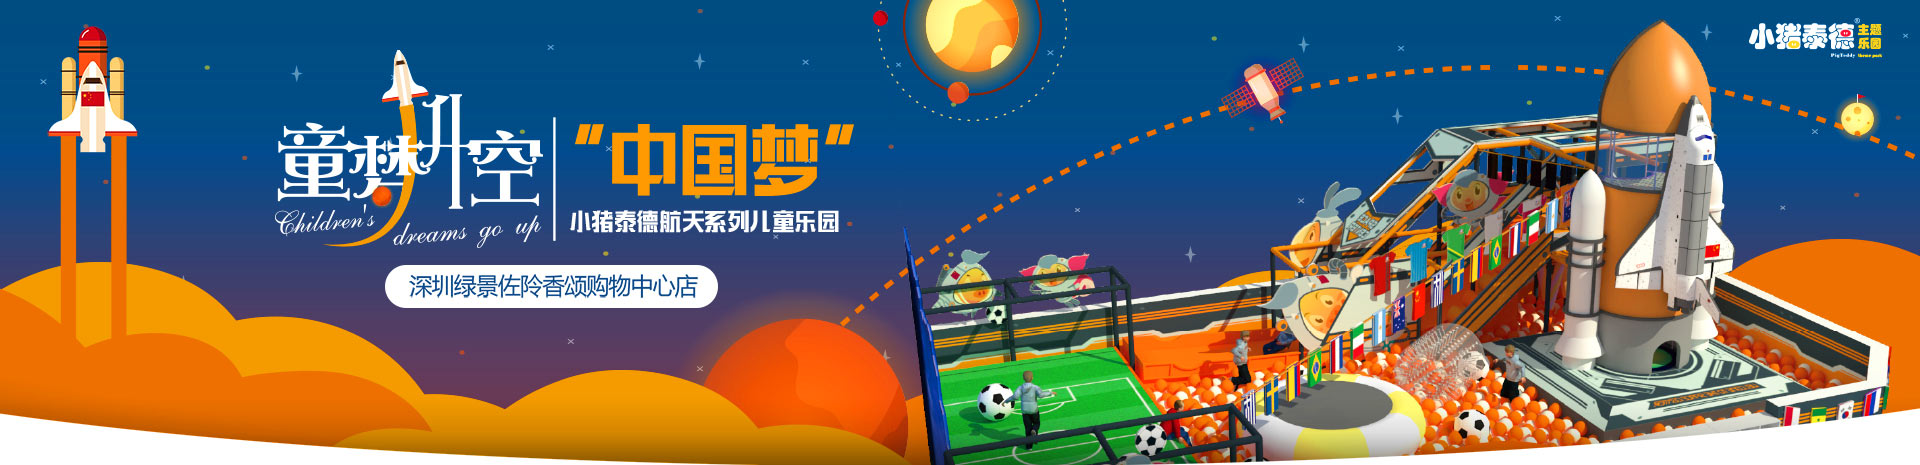 童梦升空
Children's
dreams go up
“中国梦“
小猪泰德航天系列儿童乐园
深圳绿景佐阾香颂购物中心店
小猪泰德®
主题
乐园
PigTeddy theme park